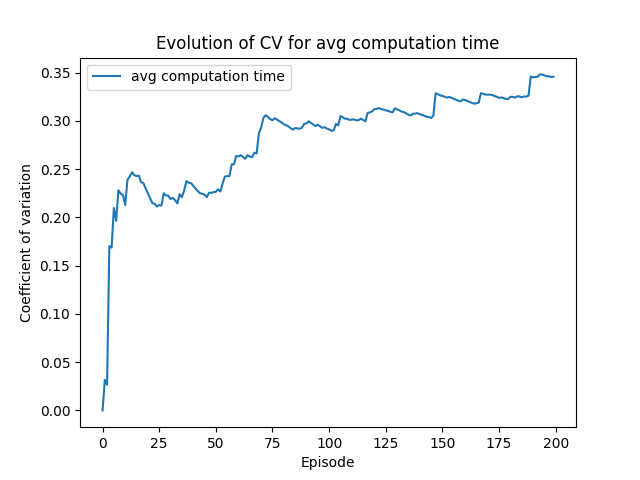 Evolution of CV for avg computation time
avg computation time
Coefficient of variation
0.35
0.30
0.25
0.20
0.15
0.10
0.05
0.00
0 25 50 75 100 125 150 175 200
Episode